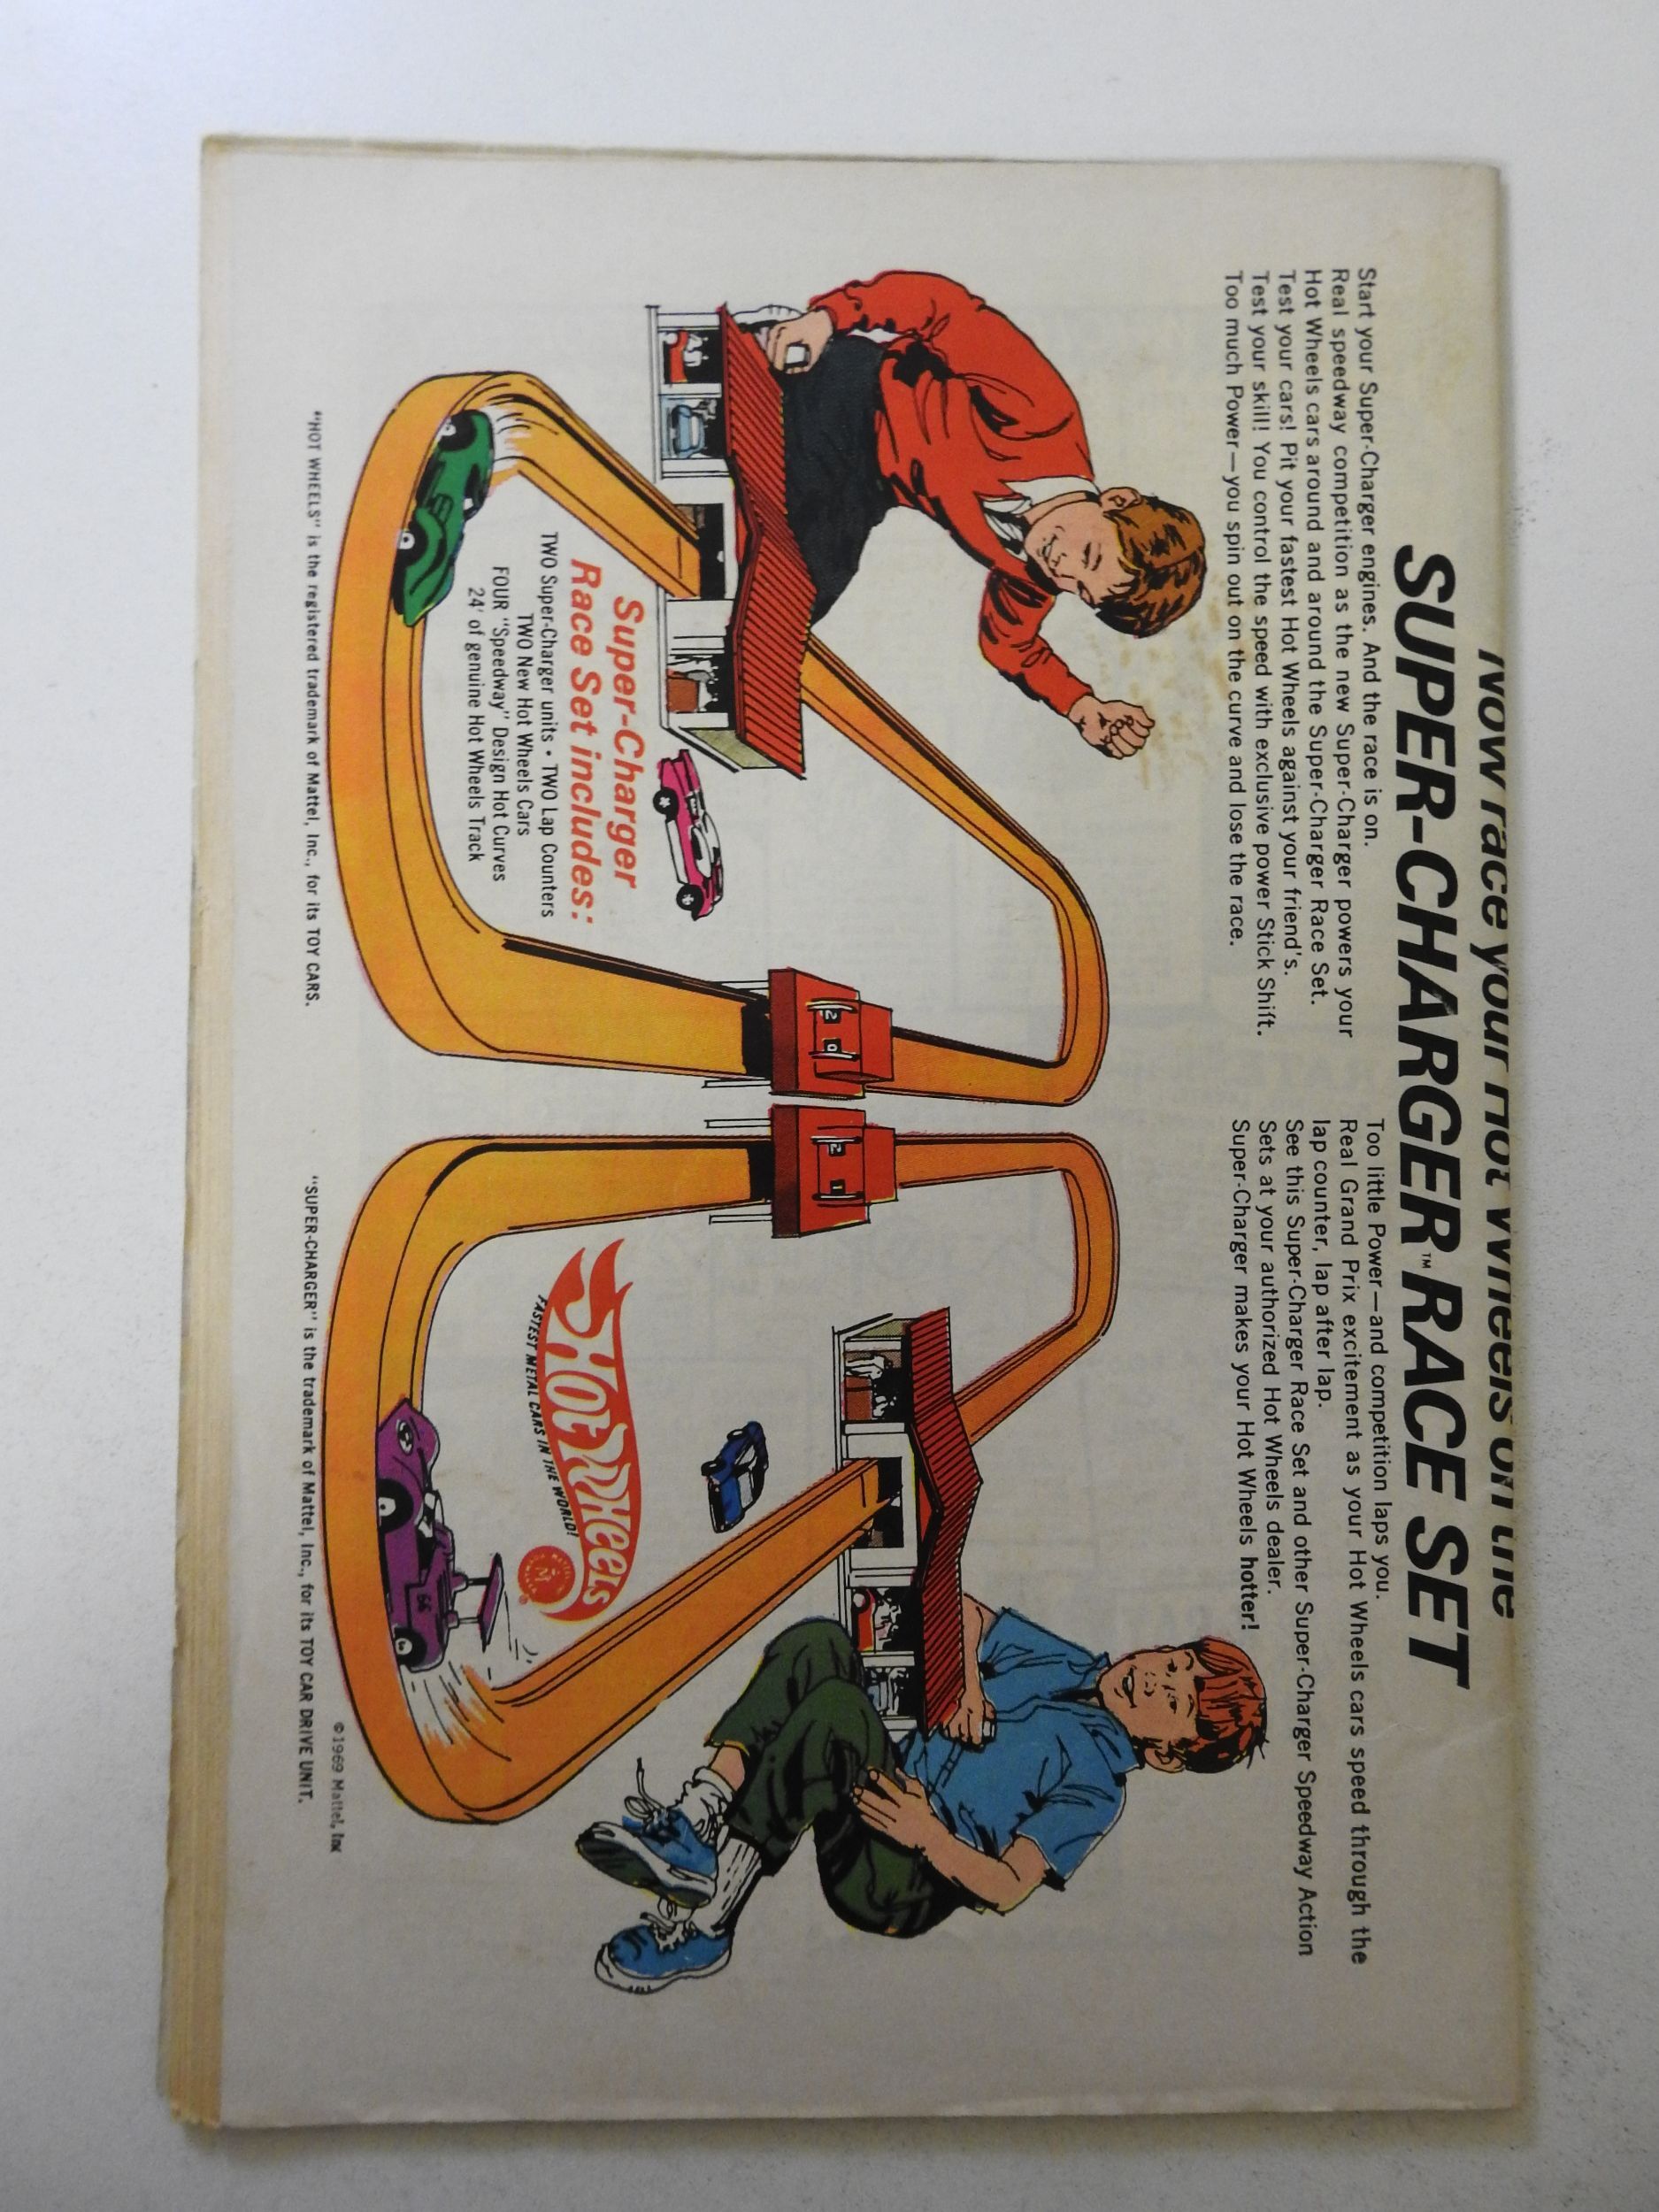 Now race your Hot Wheels on the
SUPER-CHARGER™ RACE SET
Start your Super-Charger engines. And the race is on.
Real speedway competition as the new Super-Charger powers your
Hot Wheels cars around and around the Super-Charger Race Set.
Test your cars! Pit your fastest Hot Wheels against your friend's.
Test your skill! You control the speed with exclusive power Stick Shift.
Too much Power—you spin out on the curve and lose the race.
Too little Power—and competition laps you.
Real Grand Prix excitement as your Hot Wheels cars speed through the
lap counter, lap after lap.
See this Super-Charger Race Set and other Super-Charger Speedway Action
Sets at your authorized Hot Wheels dealer.
Super-Charger makes your Hot Wheels hotter!
2 0
2 1
Super-Charger
Race Set includes:
TWO Super-Charger units • TWO Lap Counters
TWO New Hot Wheels Cars
FOUR "Speedway" Design Hot Curves
24' of genuine Hot Wheels Track
HOT WHEELS
FASTEST METAL CARS IN THE WORLD!
®
66
©1969 Mattel, Inc
"HOT WHEELS" is the registered trademark of Mattel, Inc., for its TOY CARS.
"SUPER-CHARGER" is the trademark of Mattel, Inc., for its TOY CAR DRIVE UNIT.